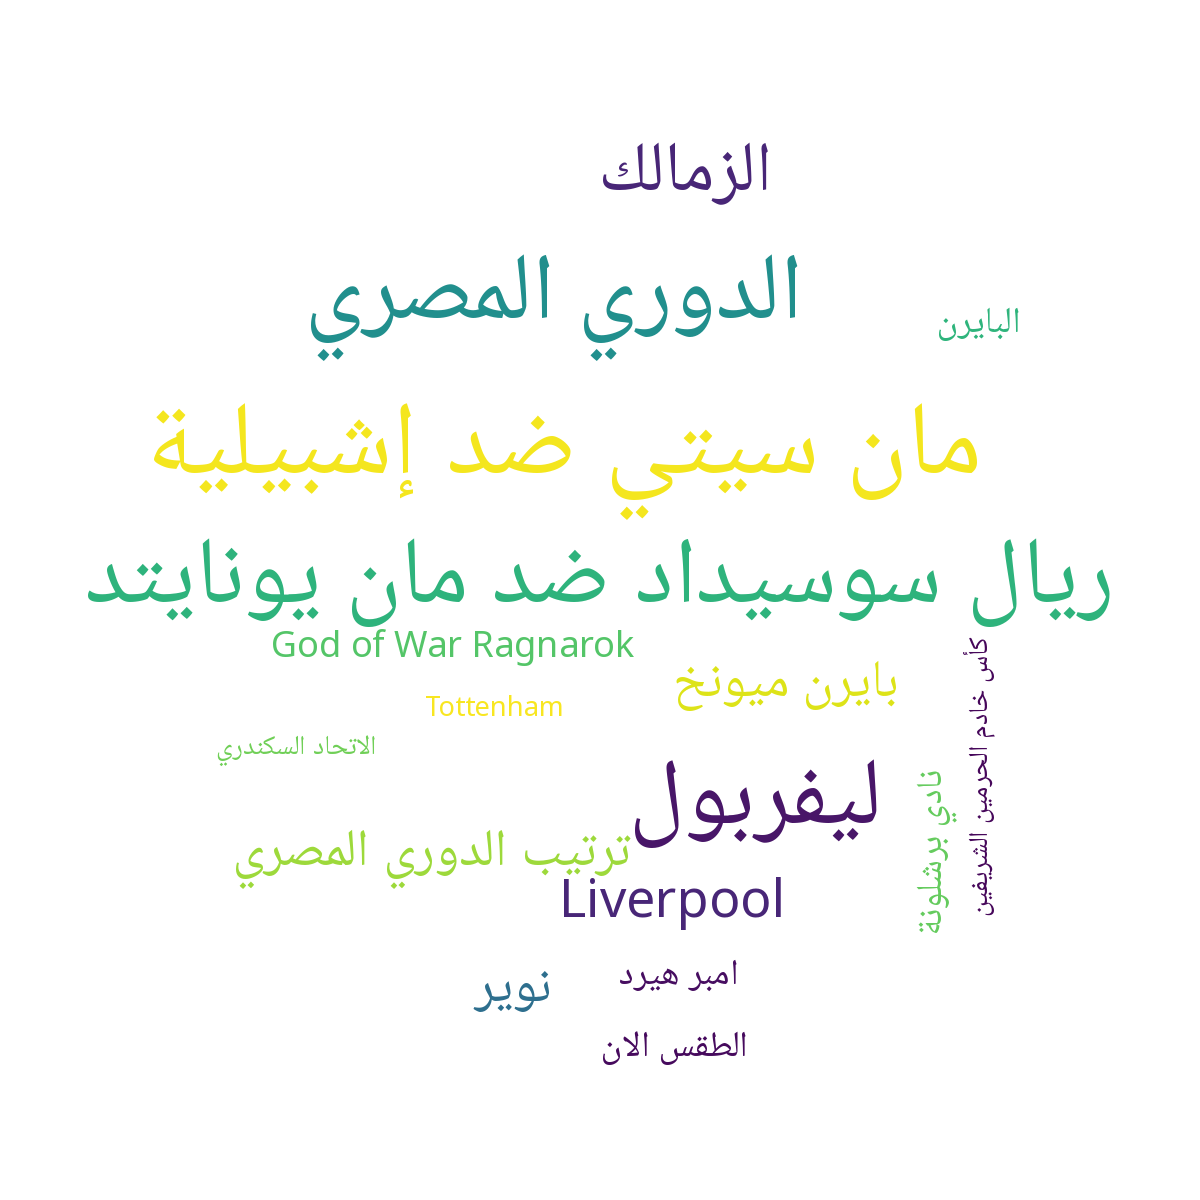 الزمالك
الدوري المصري
البايرن
مان سيتي ضد إشبيلية
ريال سوسيداد ضد مان يونايتد
God of War Ragnarok
كأس خادم الحرمين الشريفين
بايرن ميونخ
Tottenham
الاتحاد السكندري
ليفربول
نادي برشلونة
ترتيب الدوري المصري
Liverpool
امبر هيرد
نوير
الطقس الان